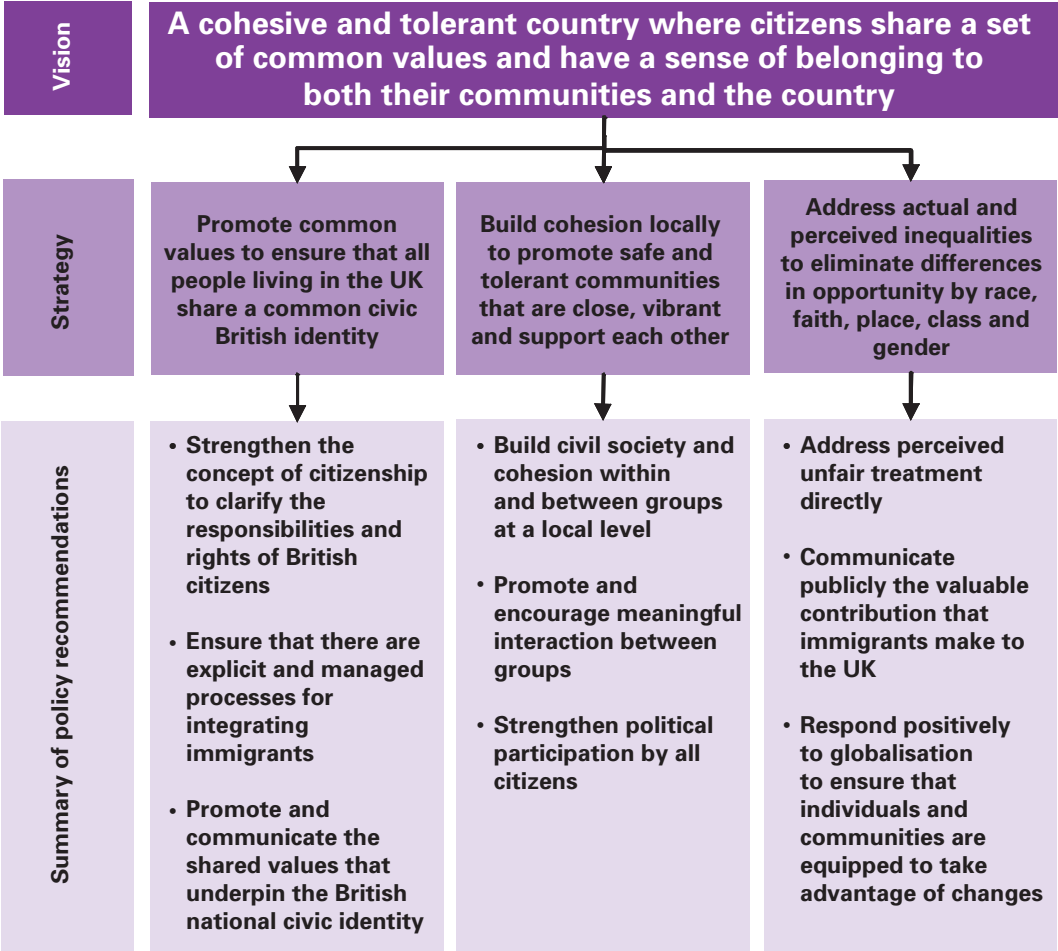 Vision
A cohesive and tolerant country where citizens share a set
of common values and have a sense of belonging to
both their communities and the country
Strategy
Promote common
values to ensure that all
people living in the UK
share a common civic
British identity
Build cohesion locally
to promote safe and
tolerant communities
that are close, vibrant
and support each other
Address actual and
perceived inequalities
to eliminate differences
in opportunity by race,
faith, place, class and
gender
Summary of policy recommendations
• Strengthen the
concept of citizenship
to clarify the
responsibilities and
rights of British
citizens
• Ensure that there are
explicit and managed
processes for
integrating
immigrants
• Promote and
communicate the
shared values that
underpin the British
national civic identity
• Build civil society and
cohesion within
and between groups
at a local level
• Promote and
encourage meaningful
interaction between
groups
• Strengthen political
participation by all
citizens
• Address perceived
unfair treatment
directly
• Communicate
publicly the valuable
contribution that
immigrants make to
the UK
• Respond positively
to globalisation
to ensure that
individuals and
communities are
equipped to take
advantage of changes